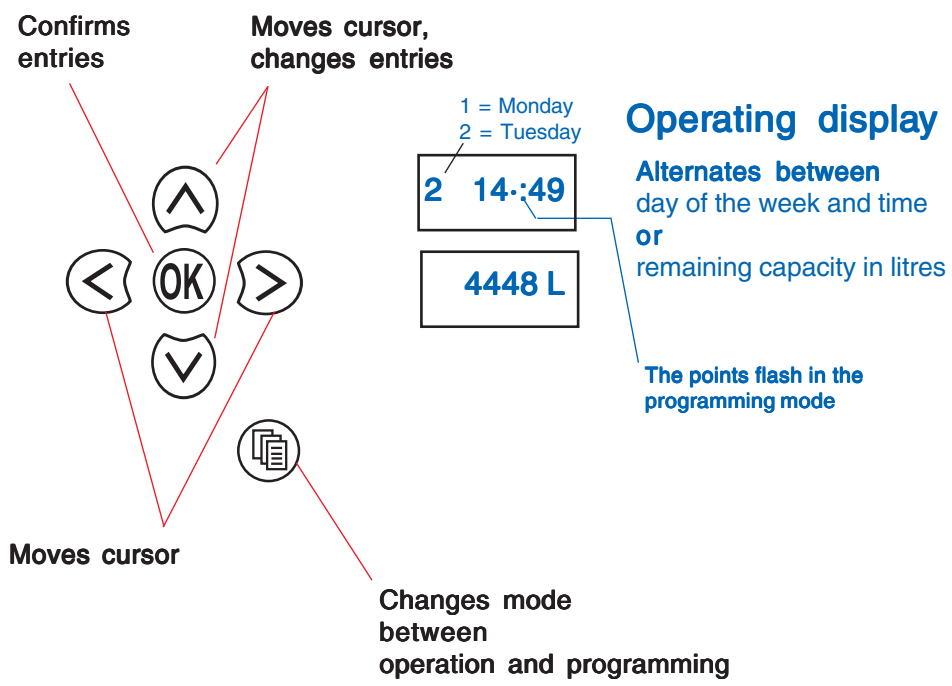 Confirms
entries
Moves cursor,
changes entries
1 = Monday
2 = Tuesday
Operating display
2 14·:49
Alternates between
day of the week and time
or
remaining capacity in litres
OK
4448 L
The points flash in the
programming mode
Moves cursor
Changes mode
between
operation and programming